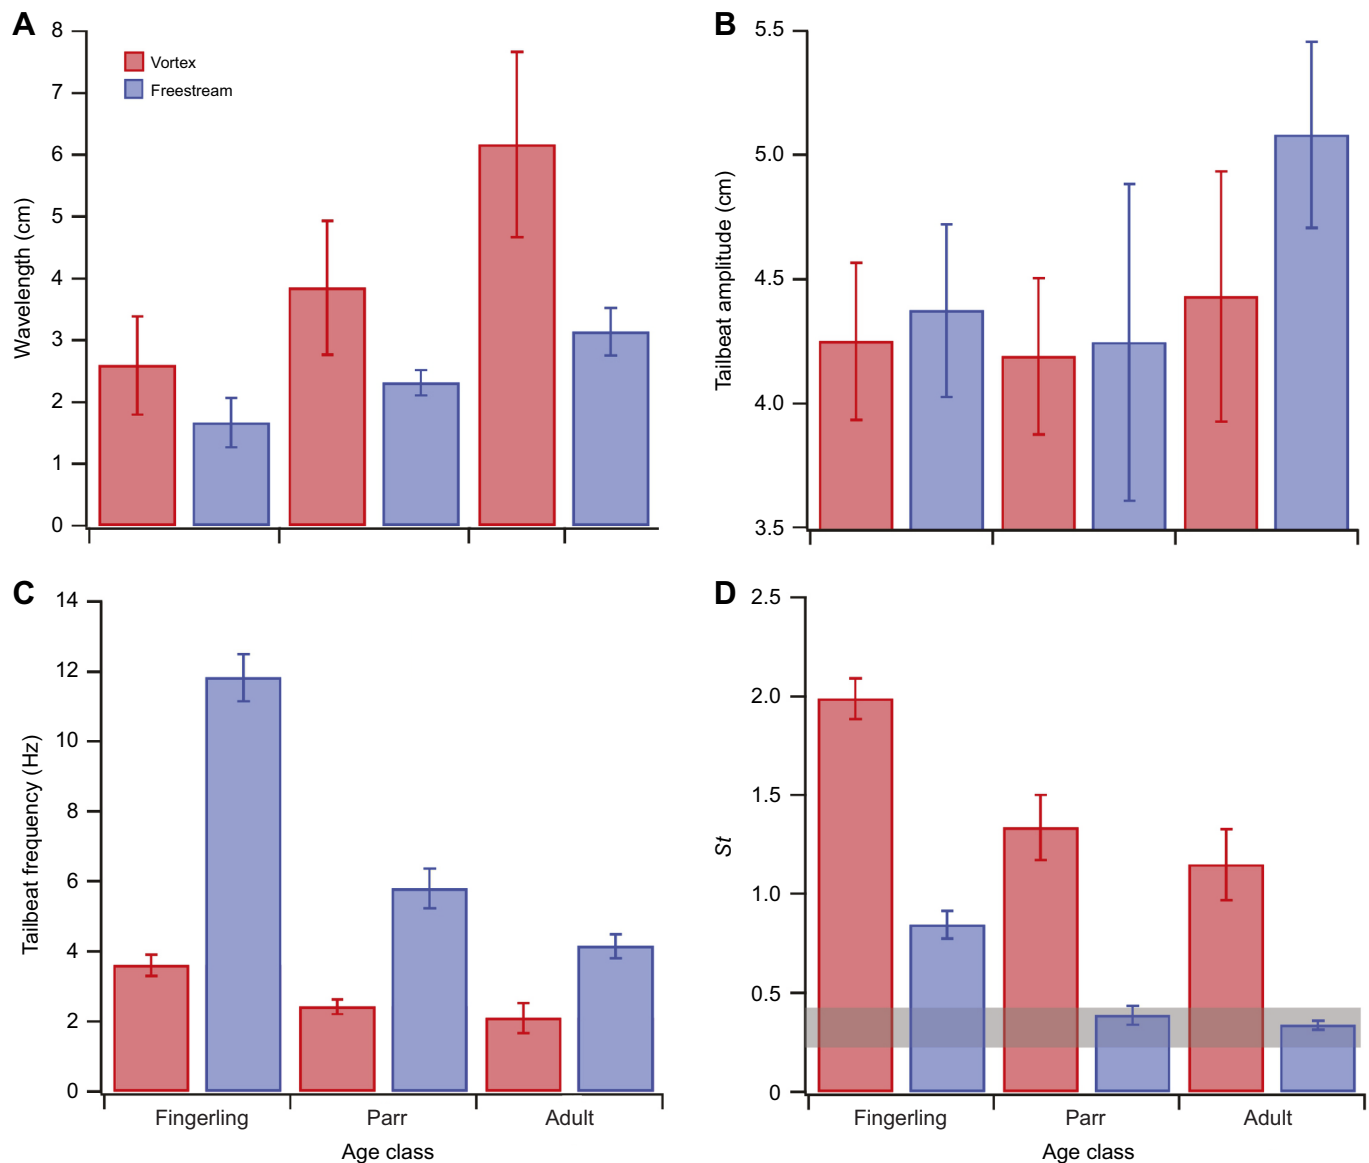 A
8
7
6
5
4
3
2
1
0
Wavelength (cm)
Vortex
Freestream
B
5.5
5.0
4.5
4.0
3.5
Tailbeat amplitude (cm)
C
14
12
10
8
6
4
2
0
Tailbeat frequency (Hz)
Fingerling Parr Adult
Age class
D
2.5
2.0
1.5
1.0
0.5
0
St
Fingerling Parr Adult
Age class